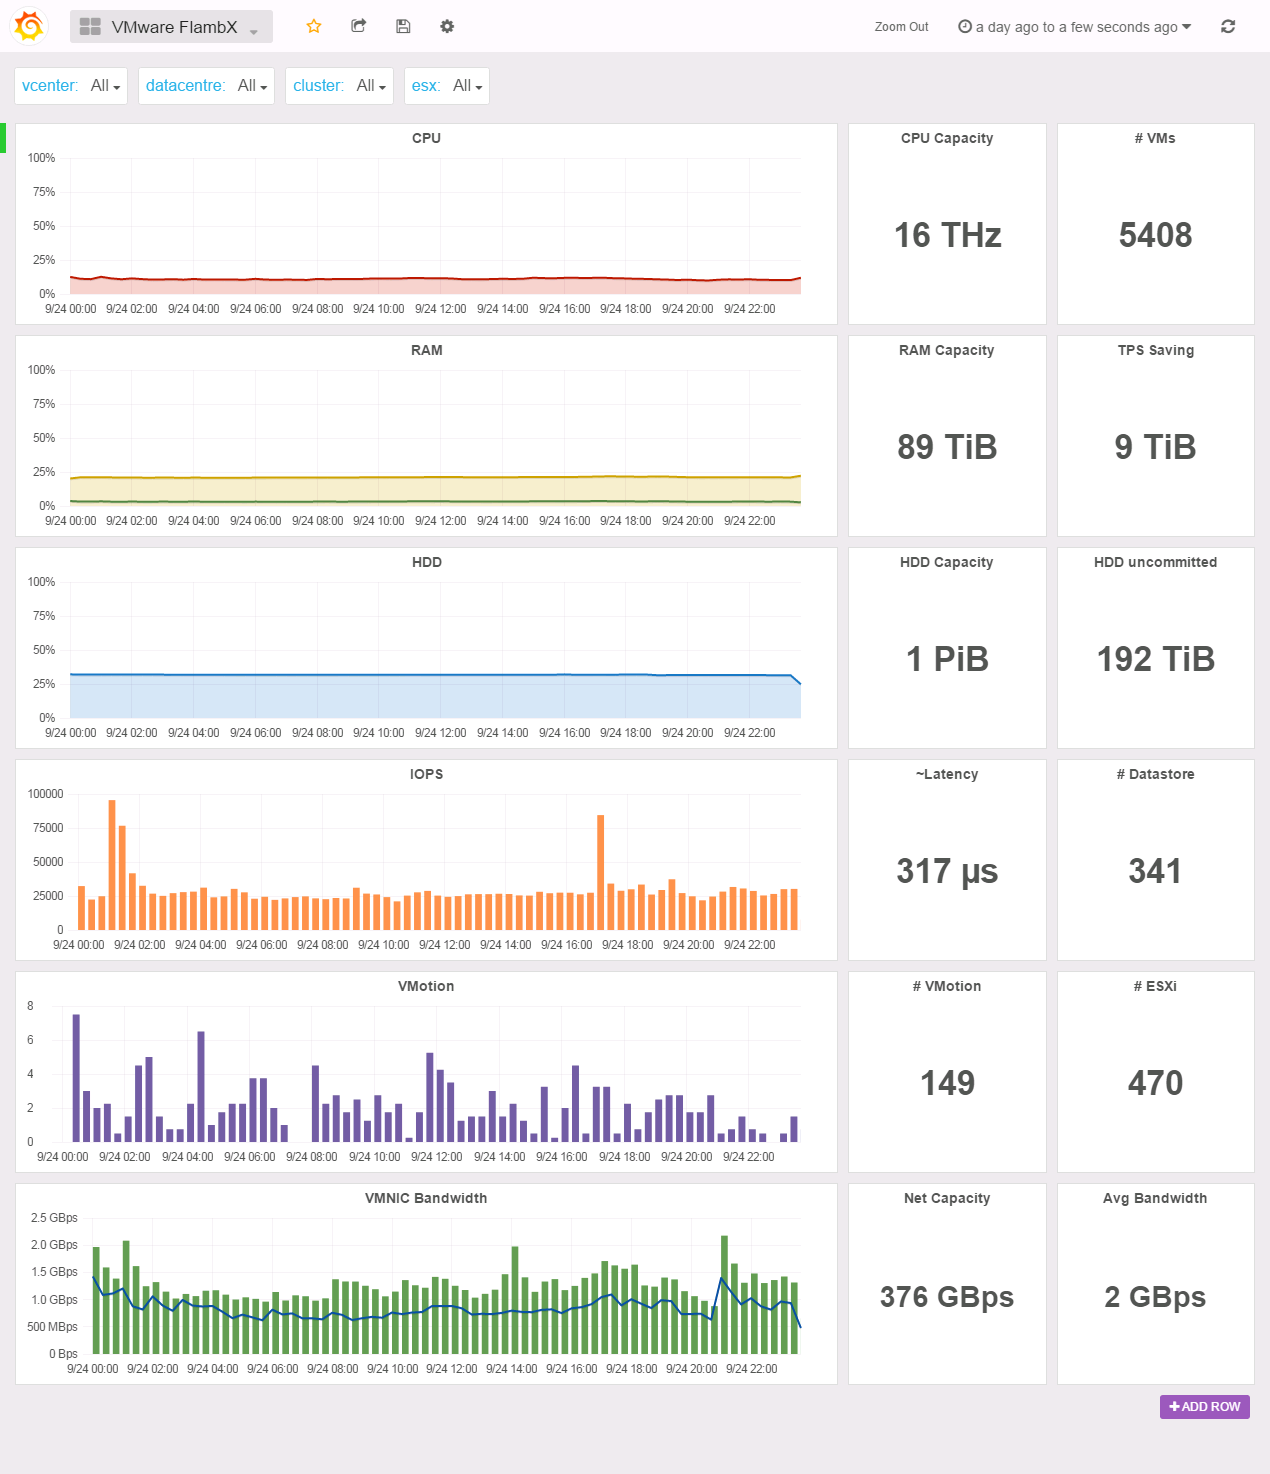 VMware FlambX
Zoom Out
a day ago to a few seconds ago
vcenter: All
datacentre: All
cluster: All
esx: All
CPU
100%
75%
50%
25%
0%
9/24 00:00 9/24 02:00 9/24 04:00 9/24 06:00 9/24 08:00 9/24 10:00 9/24 12:00 9/24 14:00 9/24 16:00 9/24 18:00 9/24 20:00 9/24 22:00
CPU Capacity
16 THz
# VMs
5408
RAM
100%
75%
50%
25%
0%
9/24 00:00 9/24 02:00 9/24 04:00 9/24 06:00 9/24 08:00 9/24 10:00 9/24 12:00 9/24 14:00 9/24 16:00 9/24 18:00 9/24 20:00 9/24 22:00
RAM Capacity
89 TiB
TPS Saving
9 TiB
HDD
100%
75%
50%
25%
0%
9/24 00:00 9/24 02:00 9/24 04:00 9/24 06:00 9/24 08:00 9/24 10:00 9/24 12:00 9/24 14:00 9/24 16:00 9/24 18:00 9/24 20:00 9/24 22:00
HDD Capacity
1 PiB
HDD uncommitted
192 TiB
IOPS
100000
75000
50000
25000
0
9/24 00:00 9/24 02:00 9/24 04:00 9/24 06:00 9/24 08:00 9/24 10:00 9/24 12:00 9/24 14:00 9/24 16:00 9/24 18:00 9/24 20:00 9/24 22:00
~Latency
317 µs
# Datastore
341
VMotion
8
6
4
2
0
9/24 00:00 9/24 02:00 9/24 04:00 9/24 06:00 9/24 08:00 9/24 10:00 9/24 12:00 9/24 14:00 9/24 16:00 9/24 18:00 9/24 20:00 9/24 22:00
# VMotion
149
# ESXi
470
VMNIC Bandwidth
2.5 GBps
2.0 GBps
1.5 GBps
1.0 GBps
500 MBps
0 Bps
9/24 00:00 9/24 02:00 9/24 04:00 9/24 06:00 9/24 08:00 9/24 10:00 9/24 12:00 9/24 14:00 9/24 16:00 9/24 18:00 9/24 20:00 9/24 22:00
Net Capacity
376 GBps
Avg Bandwidth
2 GBps
+ ADD ROW